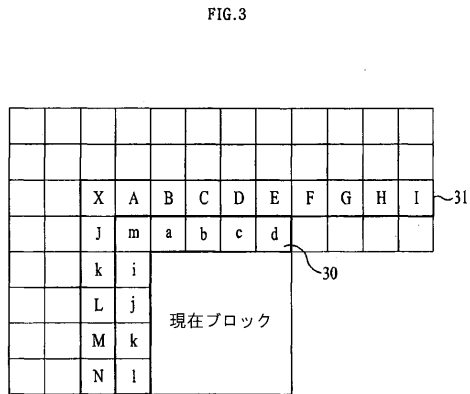 FIG.3
X A B C D E F G H I 31
J m a b c d
30
k i
L j
現在ブロック
M k
N l